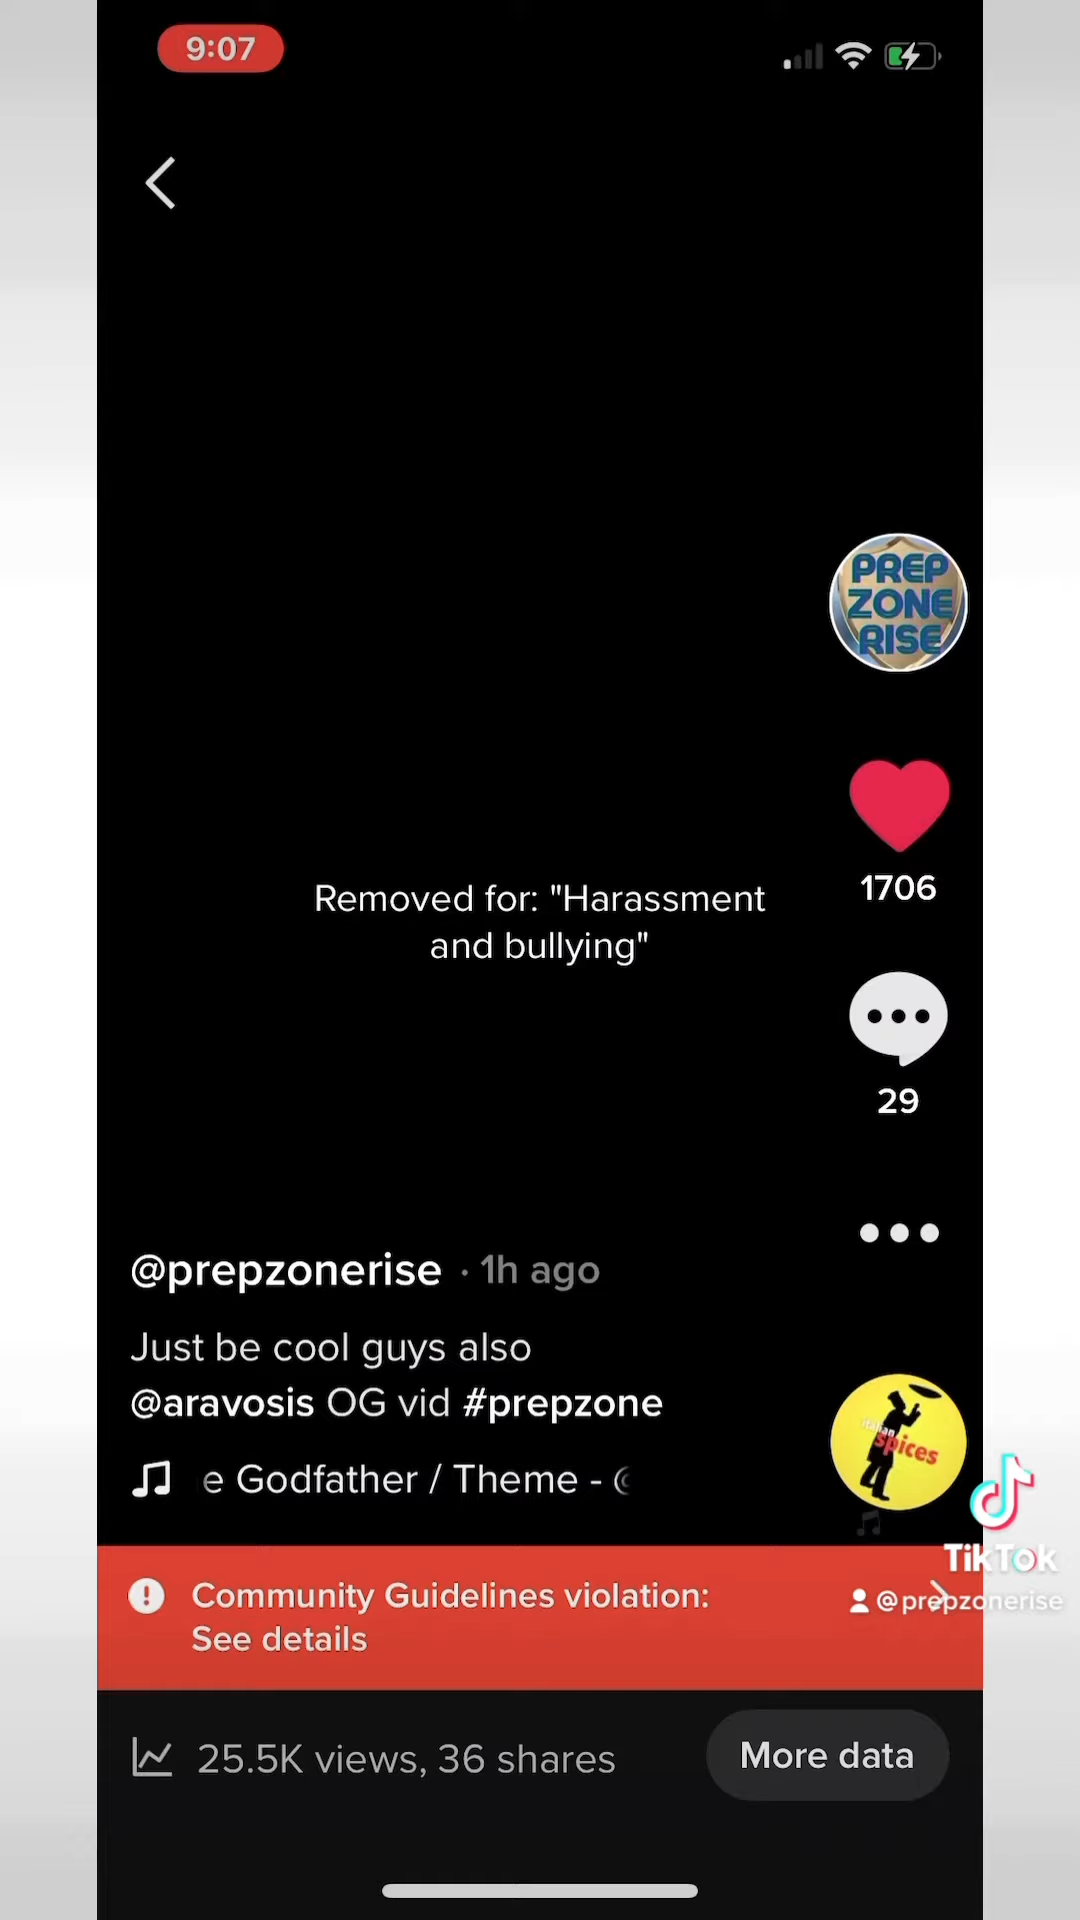 9:07
PREP
ZONE
RISE
1706
Removed for: "Harassment
and bullying"
29
@prepzonerise · 1h ago
Just be cool guys also
@aravosis OG vid #prepzone
e Godfather / Theme - 
italian
spices
TikTok
@prepzonerise
Community Guidelines violation:
See details
25.5K views, 36 shares
More data